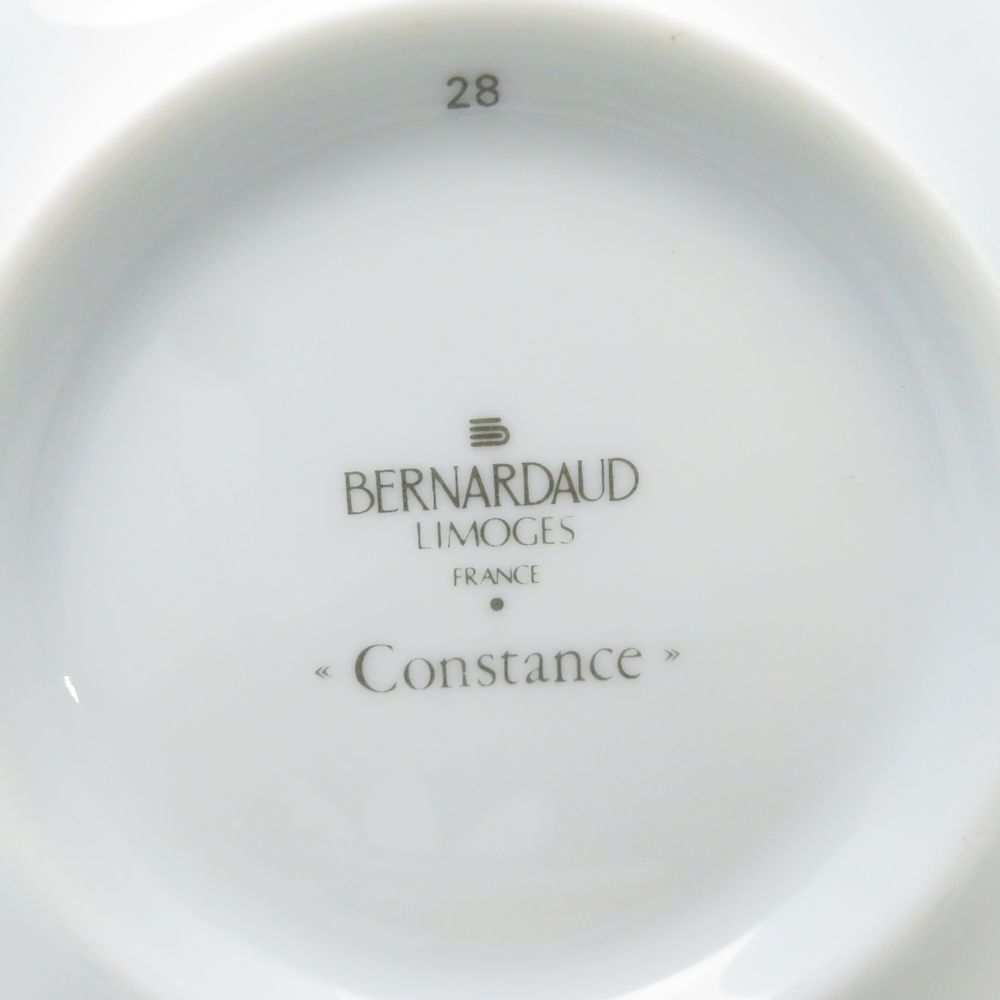 28
BERNARDAUD
LIMOGES
FRANCE
« Constance »